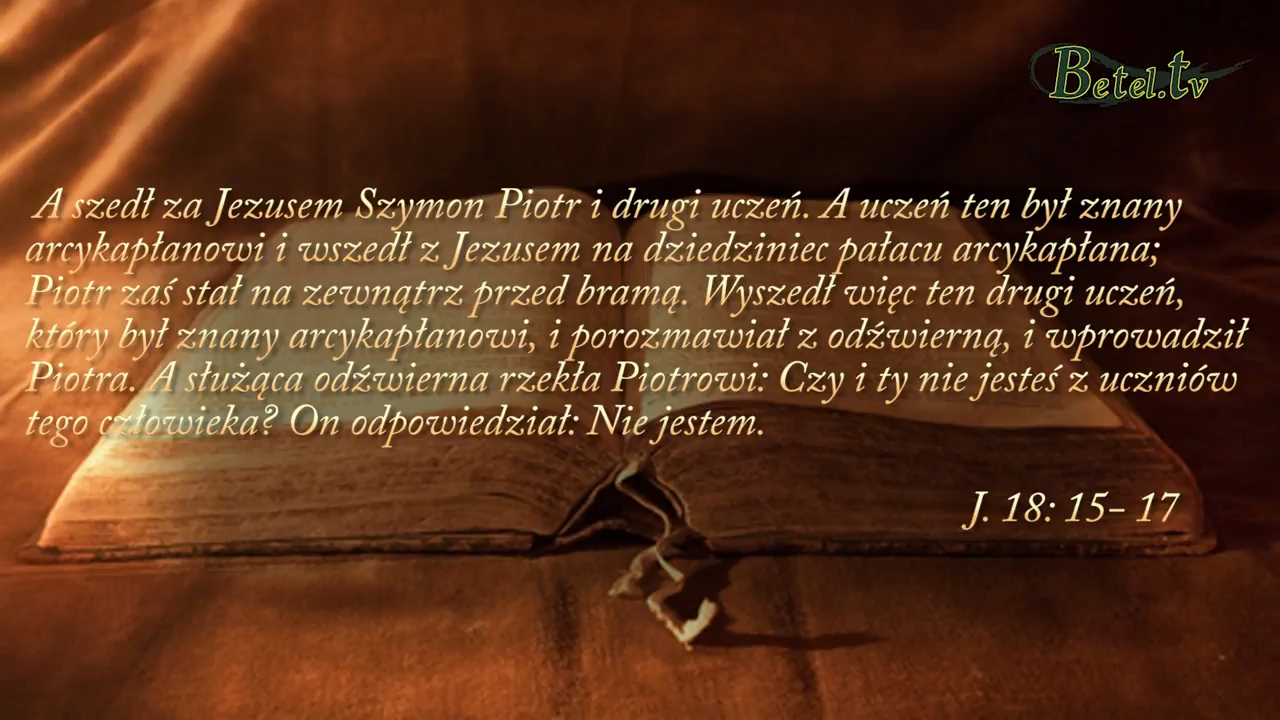 Betel.tv
A szedł za Jezusem Szymon Piotr i drugi uczeń. A uczeń ten był znany
arcykapłanowi i wszedł z Jezusem na dziedziniec pałacu arcykapłana;
Piotr zaś stał na zewnątrz przed bramą. Wyszedł więc ten drugi uczeń,
który był znany arcykapłanowi, i porozmawiał z odźwierną, i wprowadził
Piotra. A służąca odźwierna rzekła Piotrowi: Czy i ty nie jesteś z uczniów
tego człowieka? On odpowiedział: Nie jestem.
J. 18: 15- 17